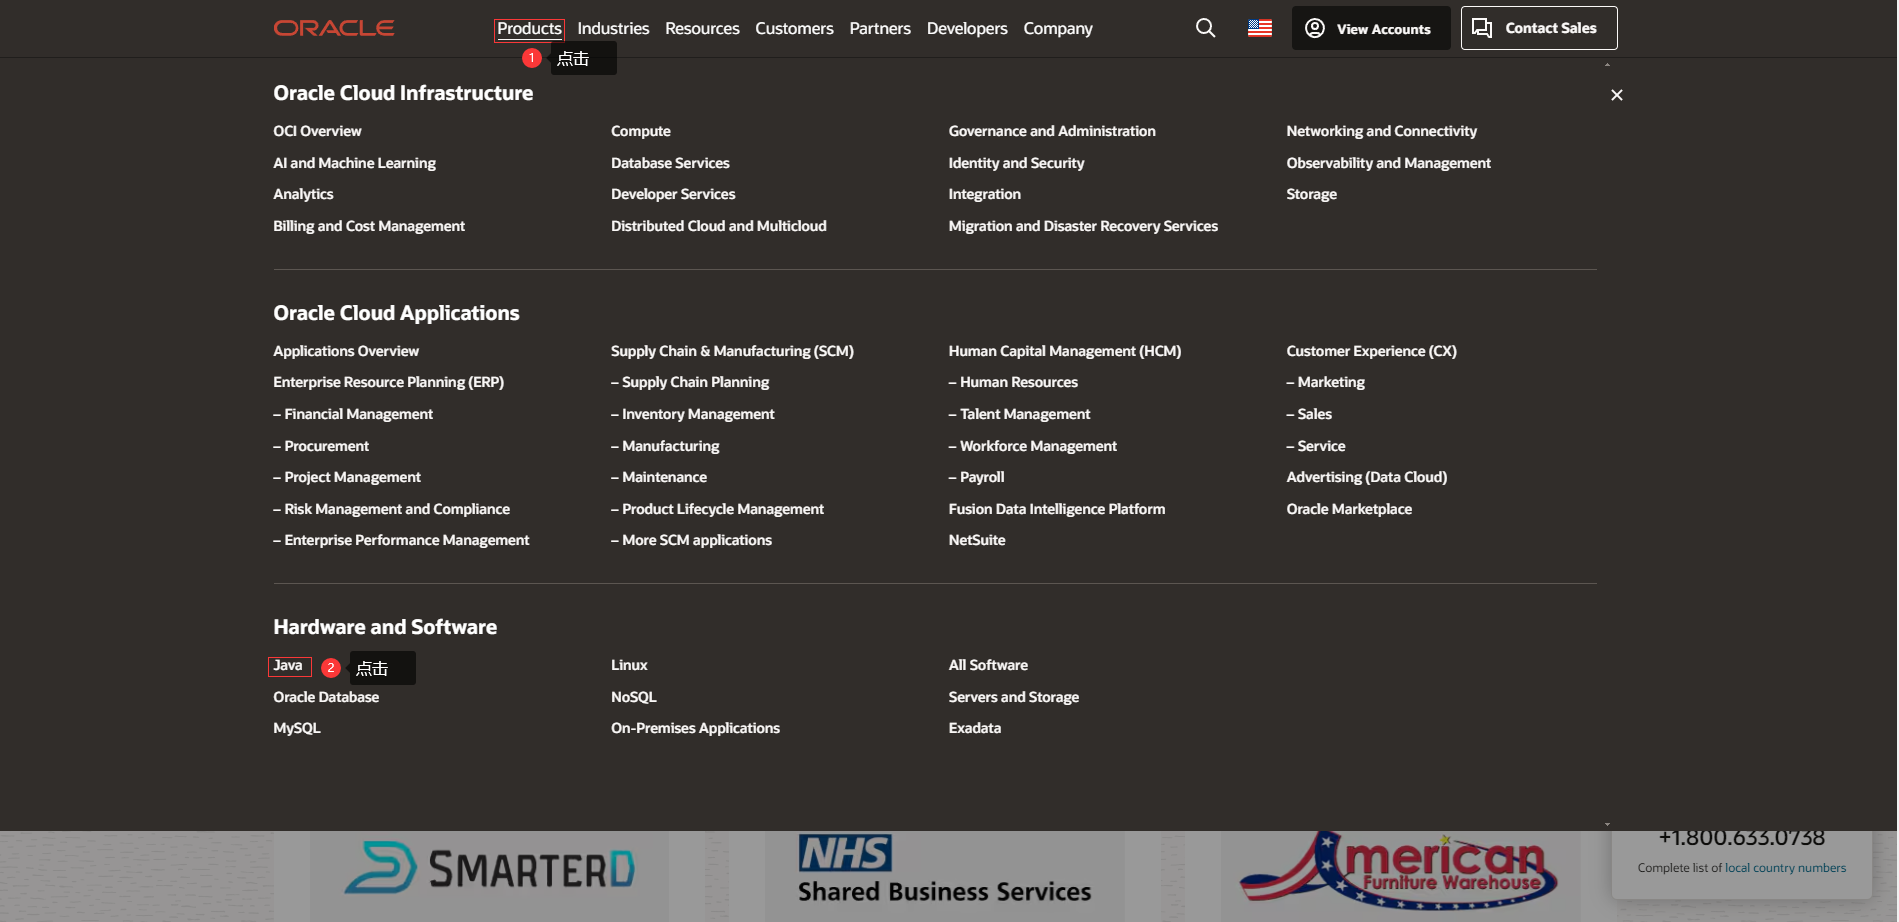 ORACLE
Products Industries Resources Customers Partners Developers Company
View Accounts
Contact Sales
1 点击
Oracle Cloud Infrastructure
OCI Overview
AI and Machine Learning
Analytics
Billing and Cost Management
Compute
Database Services
Developer Services
Distributed Cloud and Multicloud
Governance and Administration
Identity and Security
Integration
Migration and Disaster Recovery Services
Networking and Connectivity
Observability and Management
Storage
Oracle Cloud Applications
Applications Overview
Enterprise Resource Planning (ERP)
– Financial Management
– Procurement
– Project Management
– Risk Management and Compliance
– Enterprise Performance Management
Supply Chain & Manufacturing (SCM)
– Supply Chain Planning
– Inventory Management
– Manufacturing
– Maintenance
– Product Lifecycle Management
– More SCM applications
Human Capital Management (HCM)
– Human Resources
– Talent Management
– Workforce Management
– Payroll
Fusion Data Intelligence Platform
NetSuite
Customer Experience (CX)
– Marketing
– Sales
– Service
Advertising (Data Cloud)
Oracle Marketplace
Hardware and Software
Java
2 点击
Oracle Database
MySQL
Linux
NoSQL
On-Premises Applications
All Software
Servers and Storage
Exadata
SMARTERD
NHS
Shared Business Services
American
Furniture Warehouse
+1.800.633.0738
Complete list of local country numbers